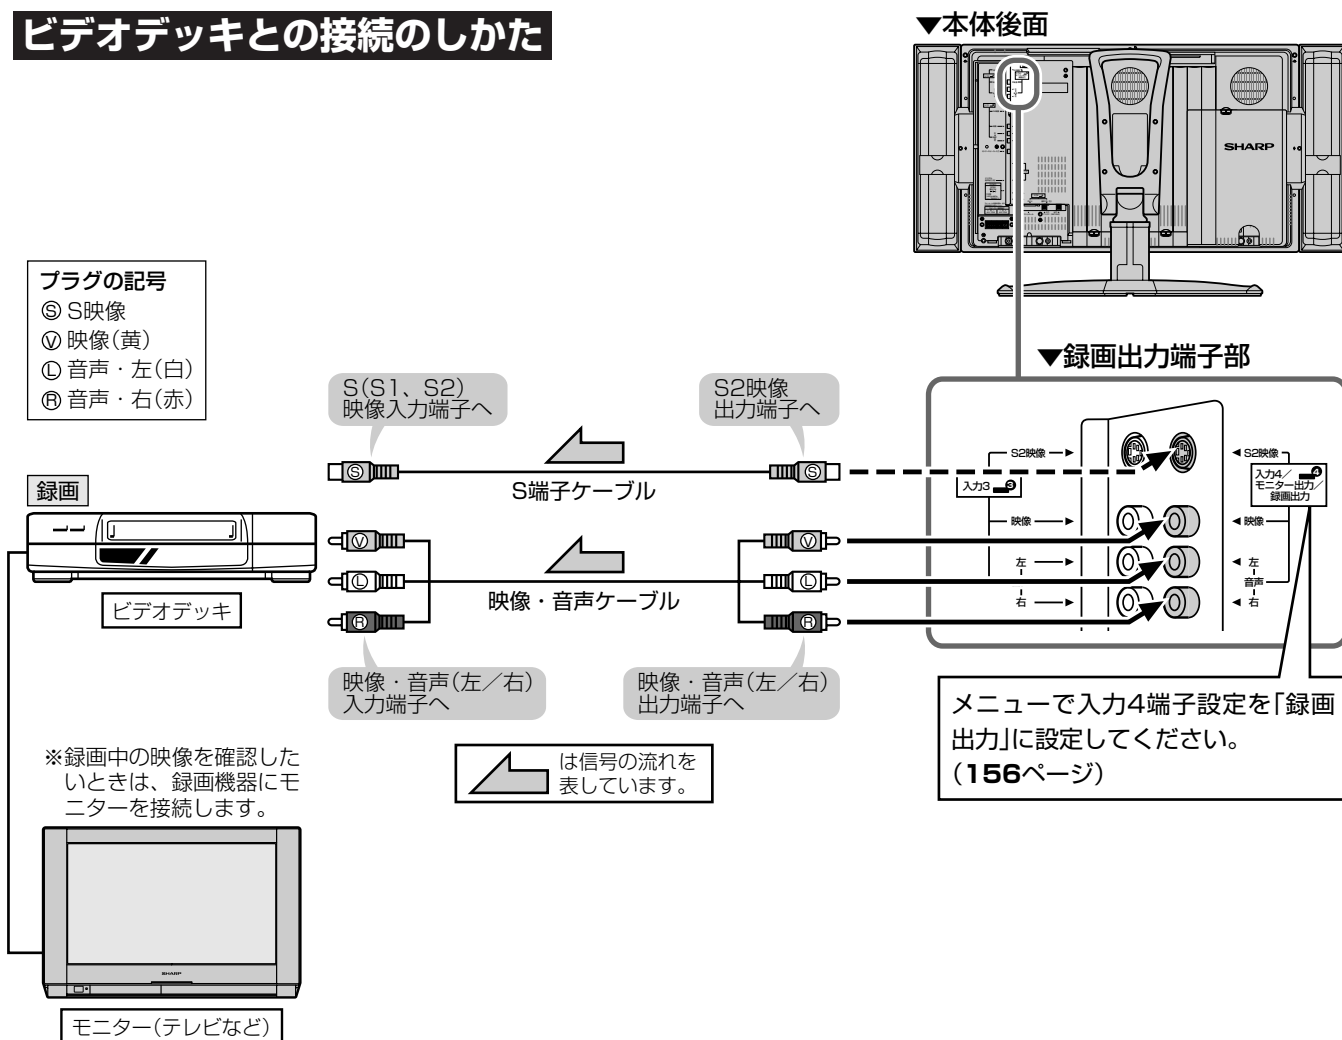 ビデオデッキとの接続のしかた
▼本体後面
SHARP
プラグの記号
Ⓢ S映像
Ⓥ 映像(黄)
Ⓛ 音声・左(白)
Ⓡ 音声・右(赤)
▼録画出力端子部
S(S1、S2)
映像入力端子へ
S2映像
出力端子へ
Ⓢ
Ⓢ
S端子ケーブル
S2映像
入力3 ❸
映像
左
右
S2映像
入力4／ ❹
モニター出力／
録画出力
映像
左
音声
右
録画
ビデオデッキ
Ⓥ
Ⓛ
Ⓡ
Ⓥ
Ⓛ
Ⓡ
映像・音声ケーブル
映像・音声(左／右)
入力端子へ
映像・音声(左／右)
出力端子へ
メニューで入力4端子設定を「録画
出力」に設定してください。
(156ページ)
は信号の流れを
表しています。
※録画中の映像を確認した
いときは、録画機器にモ
ニターを接続します。
SHARP
モニター(テレビなど)